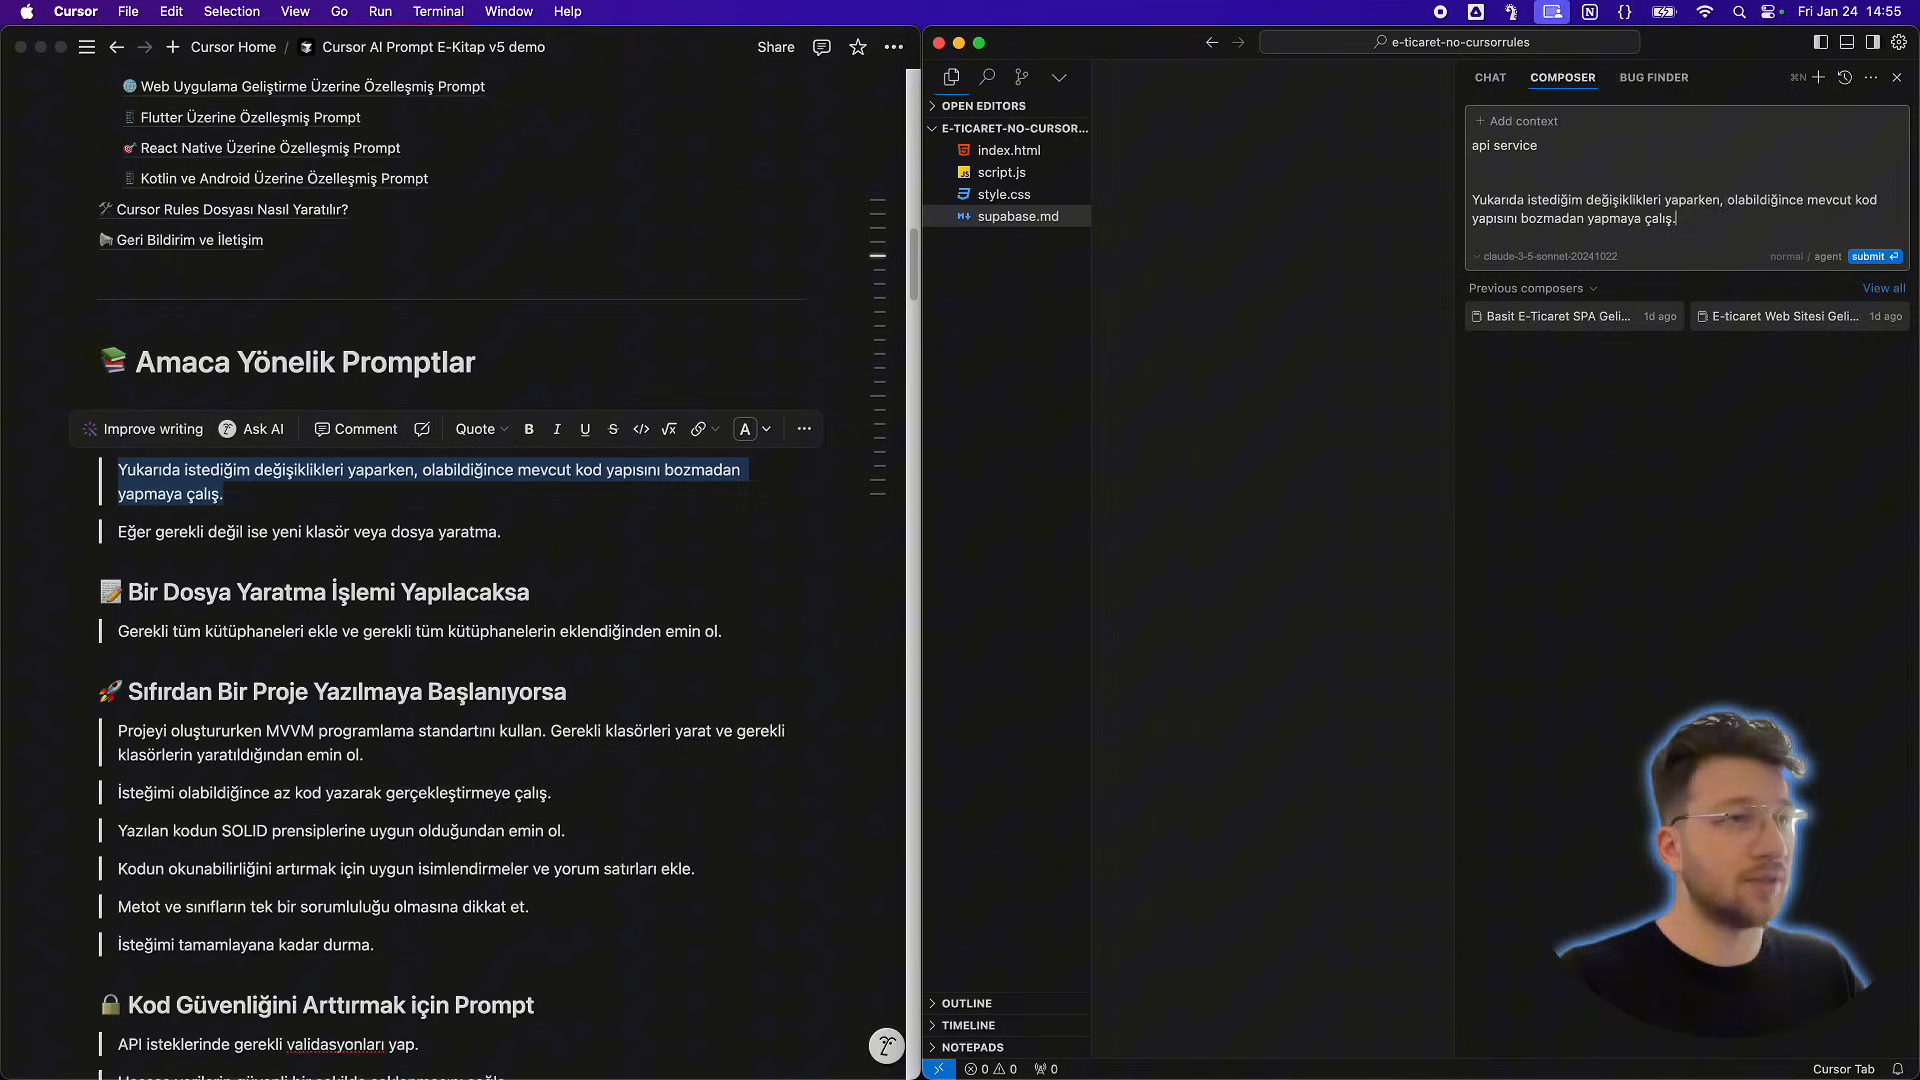 Cursor File Edit Selection View Go Run Terminal Window Help
Fri Jan 24 14:55
Cursor Home / Cursor AI Prompt E-Kitap v5 demo
Share
Web Uygulama Geliştirme Üzerine Özelleşmiş Prompt
Flutter Üzerine Özelleşmiş Prompt
React Native Üzerine Özelleşmiş Prompt
Kotlin ve Android Üzerine Özelleşmiş Prompt
Cursor Rules Dosyası Nasıl Yaratılır?
Geri Bildirim ve İletişim
Amaca Yönelik Promptlar
Improve writing Ask AI Comment Quote B I U S </> √x A
Yukarıda istediğim değişiklikleri yaparken, olabildiğince mevcut kod yapısını bozmadan
yapmaya çalış.
Eğer gerekli değil ise yeni klasör veya dosya yaratma.
Bir Dosya Yaratma İşlemi Yapılacaksa
Gerekli tüm kütüphaneleri ekle ve gerekli tüm kütüphanelerin eklendiğinden emin ol.
Sıfırdan Bir Proje Yazılmaya Başlanıyorsa
Projeyi oluştururken MVVM programlama standartını kullan. Gerekli klasörleri yarat ve gerekli
klasörlerin yaratıldığından emin ol.
İsteğimi olabildiğince az kod yazarak gerçekleştirmeye çalış.
Yazılan kodun SOLID prensiplerine uygun olduğundan emin ol.
Kodun okunabilirliğini artırmak için uygun isimlendirmeler ve yorum satırları ekle.
Metot ve sınıfların tek bir sorumluluğu olmasına dikkat et.
İsteğimi tamamlayana kadar durma.
Kod Güvenliğini Arttırmak için Prompt
API isteklerinde gerekli validasyonları yap.
e-ticaret-no-cursorrules
OPEN EDITORS
E-TICARET-NO-CURSOR...
index.html
script.js
style.css
supabase.md
OUTLINE
TIMELINE
NOTEPADS
CHAT COMPOSER BUG FINDER
⌘N
+ Add context
api service
Yukarıda istediğim değişiklikleri yaparken, olabildiğince mevcut kod
yapısını bozmadan yapmaya çalış.
claude-3-5-sonnet-20241022
normal / agent submit
Previous composers
View all
Basit E-Ticaret SPA Geli... 1d ago
E-ticaret Web Sitesi Geli... 1d ago
0 0 0
Cursor Tab